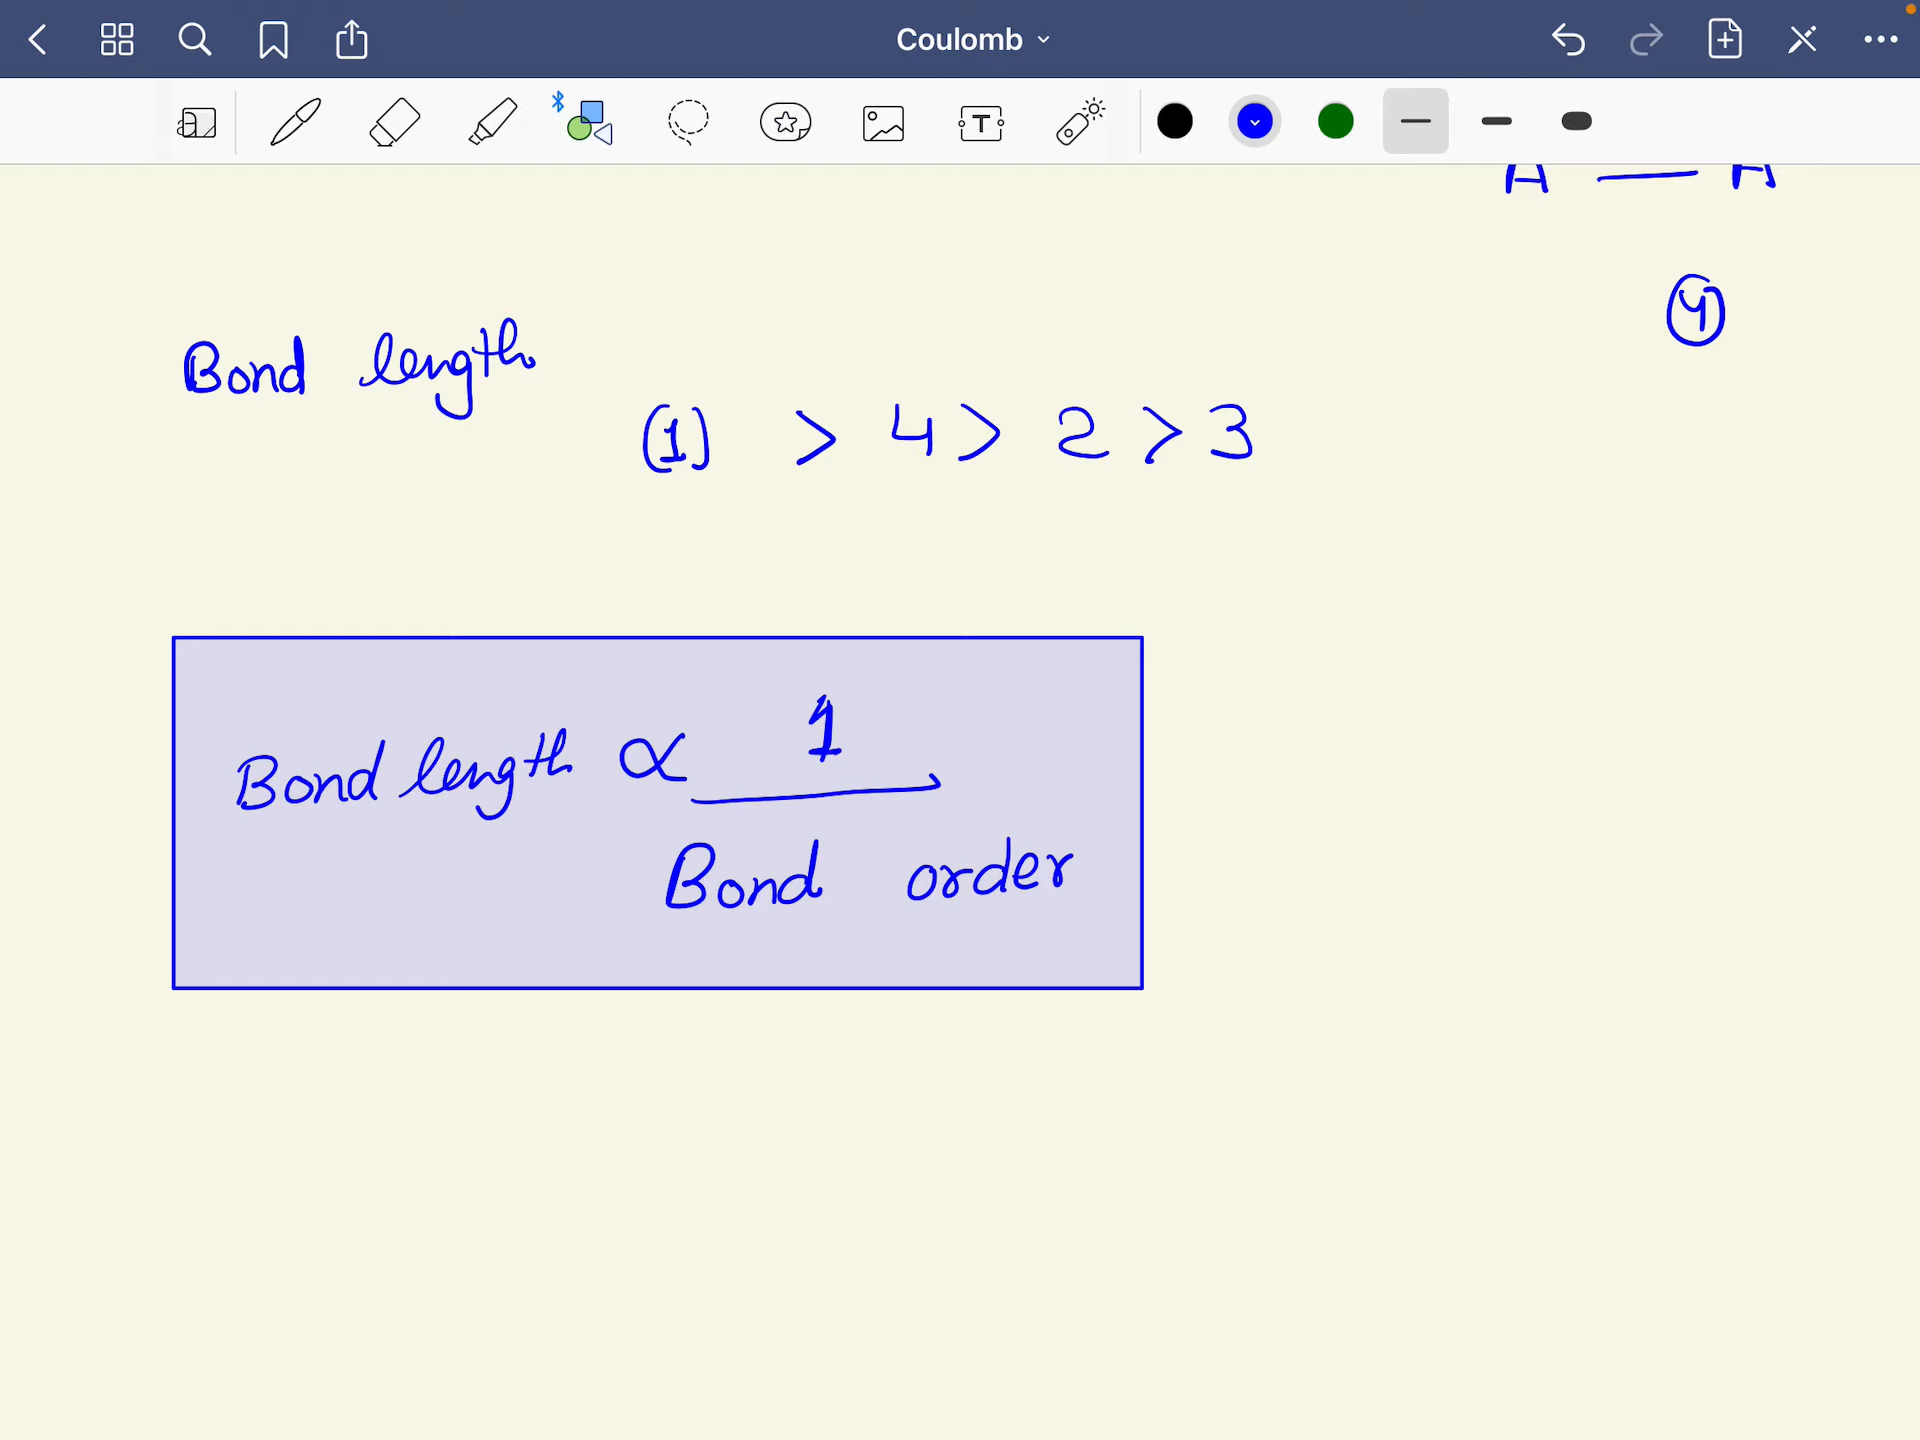 Coulomb
T
A — A
4
Bond length
(1) > 4 > 2 > 3
Bond length ∝ 1
Bond order